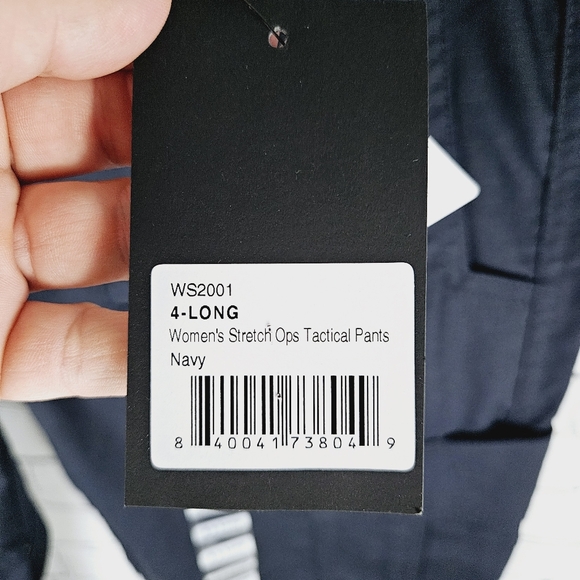 WS2001
4-LONG
Women's Stretch Ops Tactical Pants
Navy
8 40041 73804 9